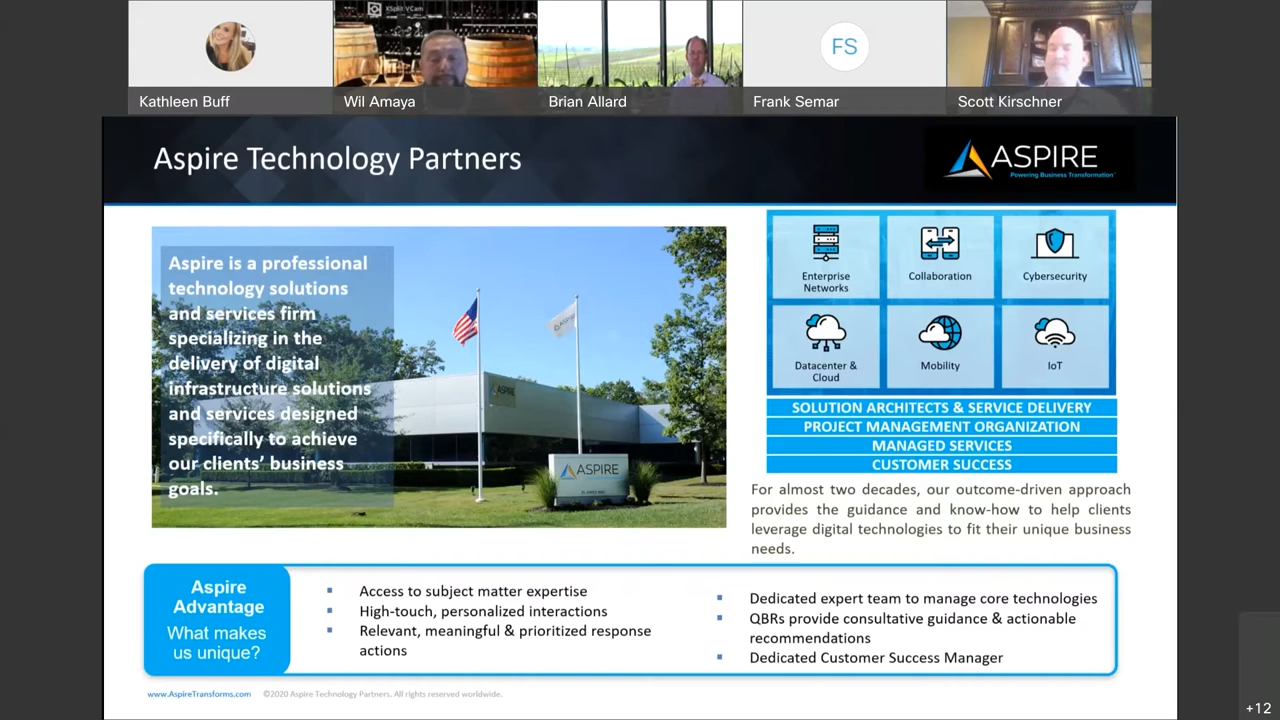 XSplit VCam
FS
Kathleen Buff
Wil Amaya
Brian Allard
Frank Semar
Scott Kirschner
Aspire Technology Partners
ASPIRE
Powering Business Transformation
Aspire is a professional
technology solutions
and services firm
specializing in the
delivery of digital
infrastructure solutions
and services designed
specifically to achieve
our clients' business
goals.
ASPIRE
ASPIRE
Enterprise
Networks
Collaboration
Cybersecurity
Datacenter &
Cloud
Mobility
IoT
SOLUTION ARCHITECTS & SERVICE DELIVERY
PROJECT MANAGEMENT ORGANIZATION
MANAGED SERVICES
CUSTOMER SUCCESS
For almost two decades, our outcome-driven approach
provides the guidance and know-how to help clients
leverage digital technologies to fit their unique business
needs.
Aspire
Advantage
What makes
us unique?
▪ Access to subject matter expertise
▪ High-touch, personalized interactions
▪ Relevant, meaningful & prioritized response
actions
▪ Dedicated expert team to manage core technologies
▪ QBRs provide consultative guidance & actionable
recommendations
▪ Dedicated Customer Success Manager
www.AspireTransforms.com ©2020 Aspire Technology Partners. All rights reserved worldwide.
+12